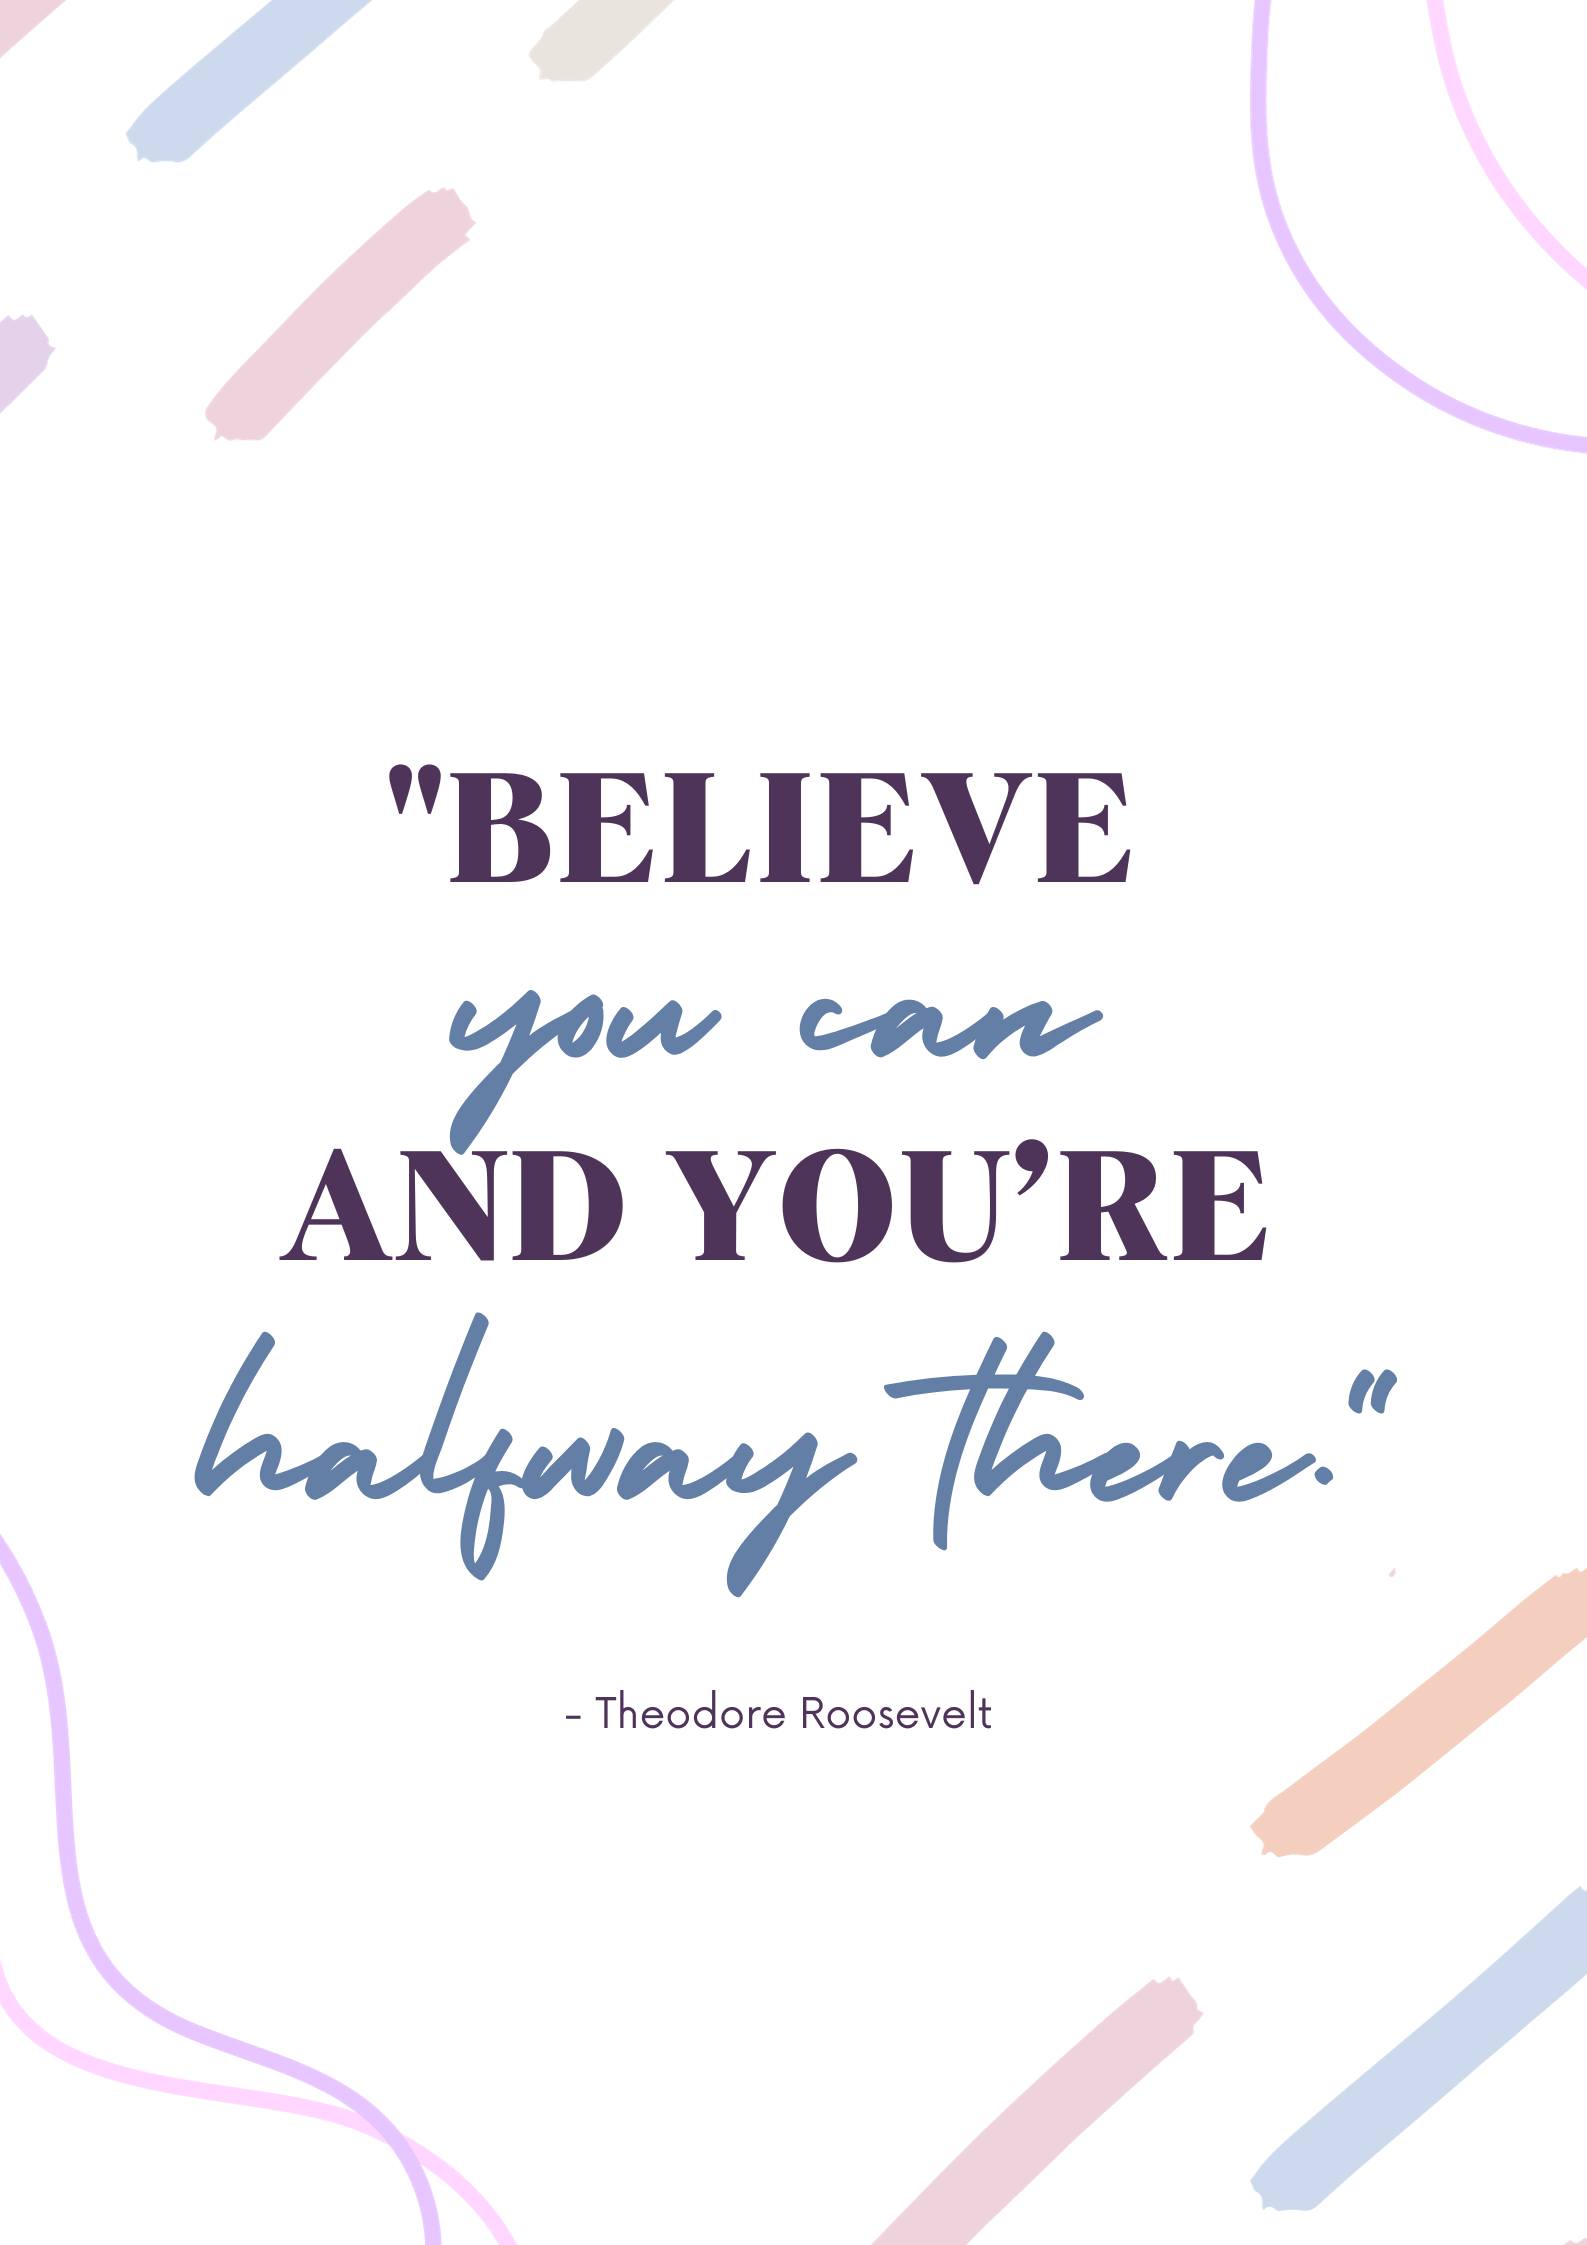 "BELIEVE
you can
AND YOU’RE
halfway there."
- Theodore Roosevelt